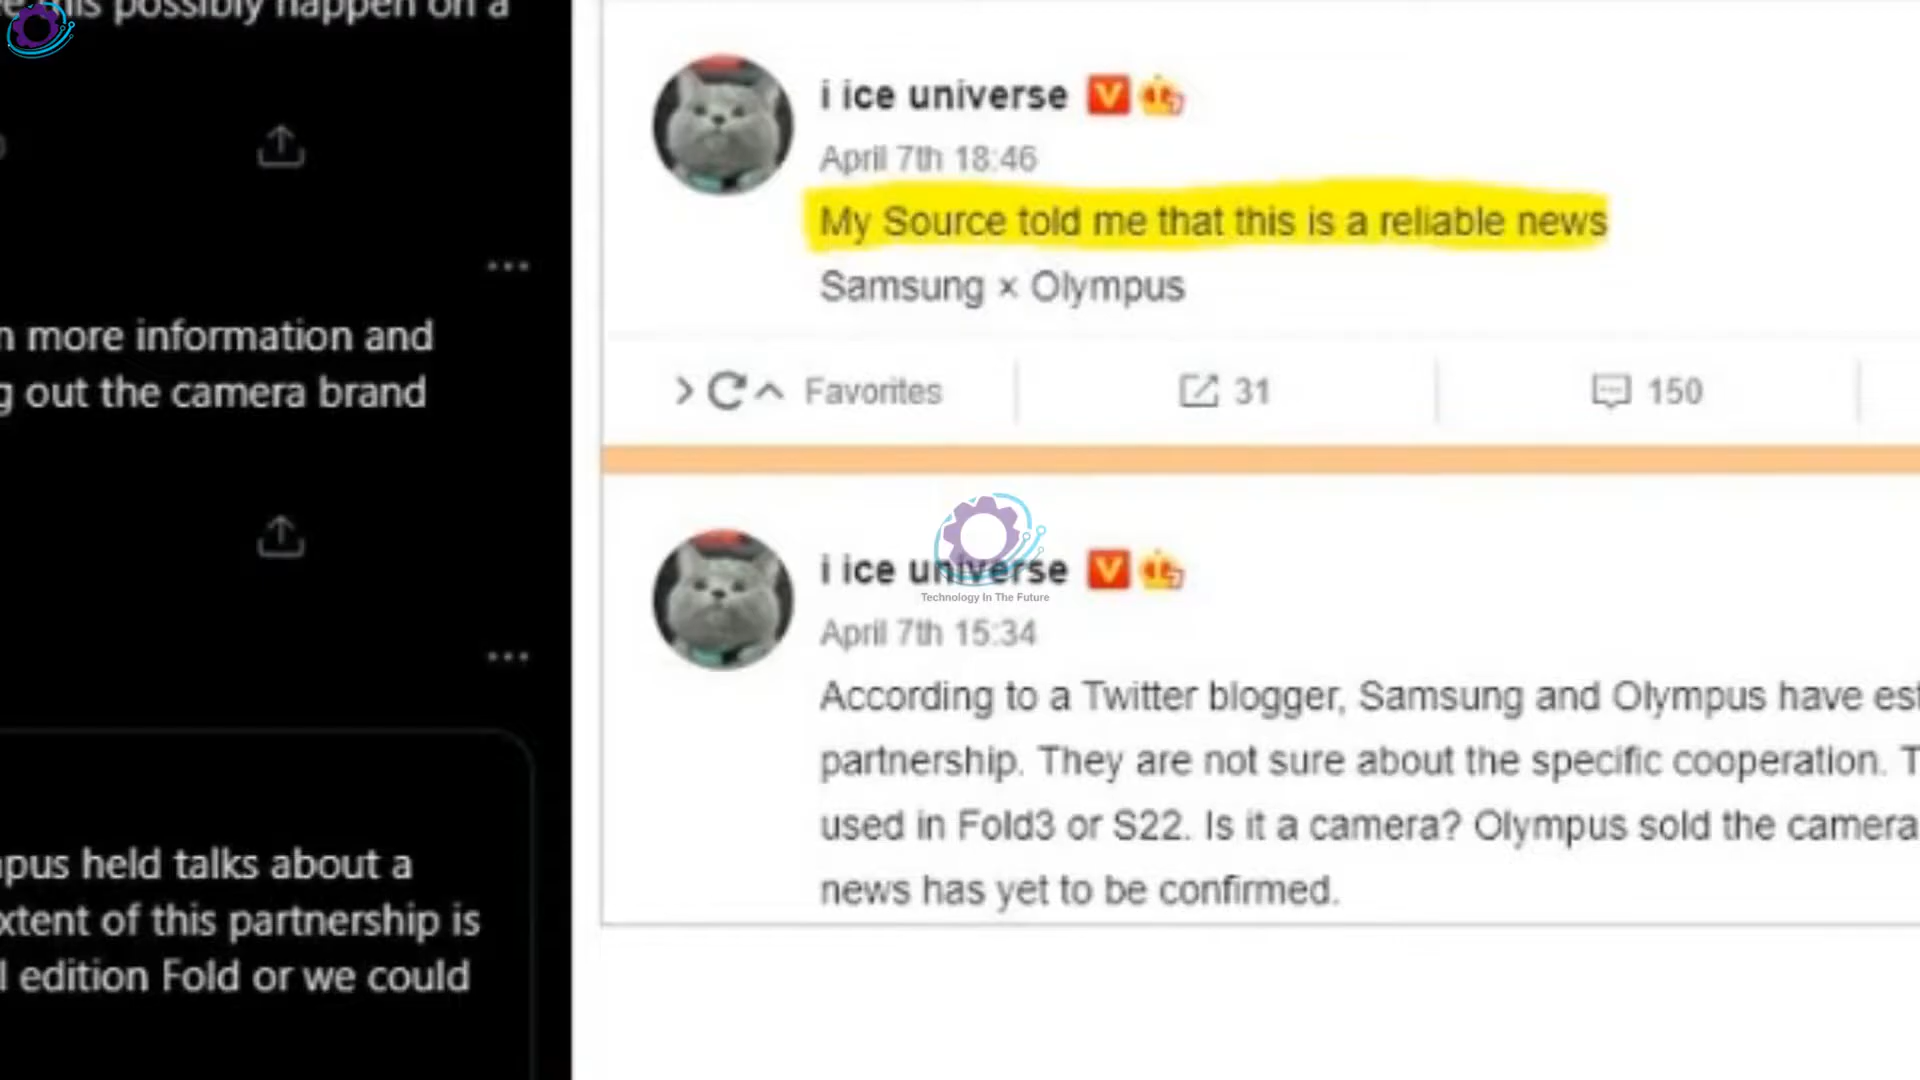 this possibly happen on a
more information and
out the camera brand
held talks about a
of this partnership is
edition Fold or we could
i ice universe
April 7th 18:46
My Source told me that this is a reliable news
Samsung × Olympus
Favorites
31
150
i ice universe
Technology In The Future
April 7th 15:34
According to a Twitter blogger, Samsung and Olympus have
partnership. They are not sure about the specific cooperation.
used in Fold3 or S22. Is it a camera? Olympus sold the camera
news has yet to be confirmed.